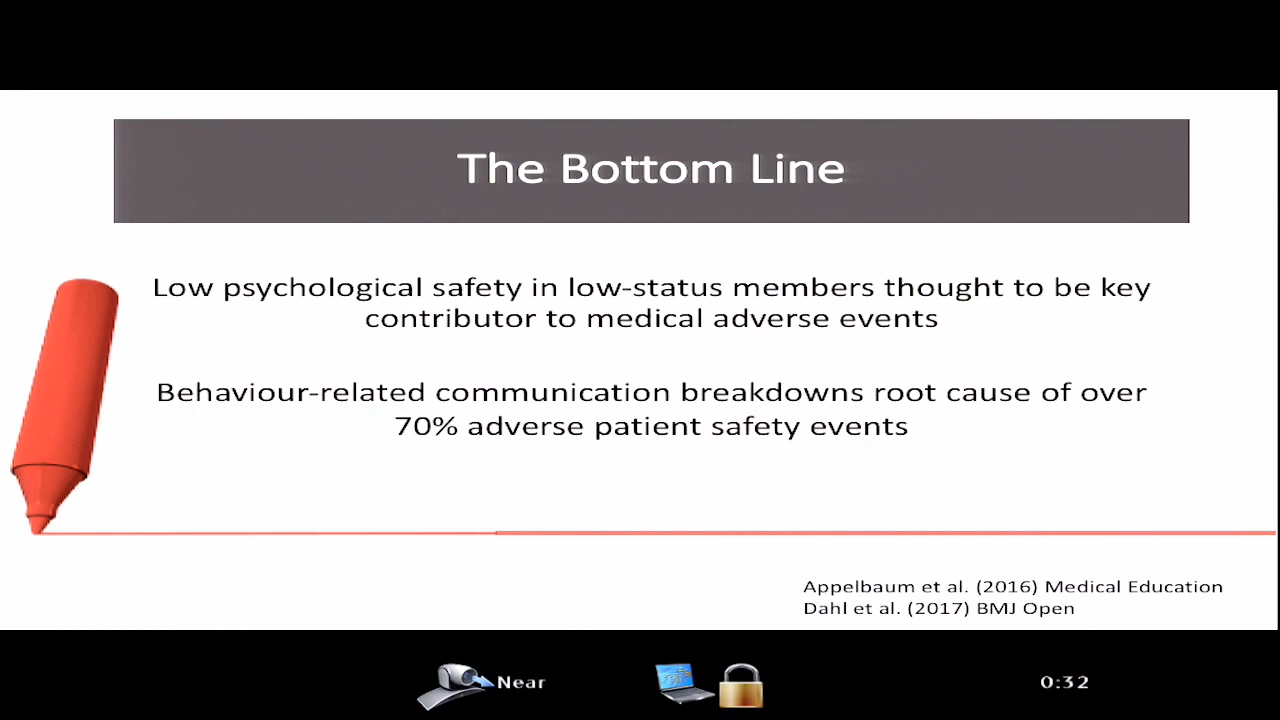 The Bottom Line
Low psychological safety in low-status members thought to be key
contributor to medical adverse events
Behaviour-related communication breakdowns root cause of over
70% adverse patient safety events
Appelbaum et al. (2016) Medical Education
Dahl et al. (2017) BMJ Open
Near
0:32